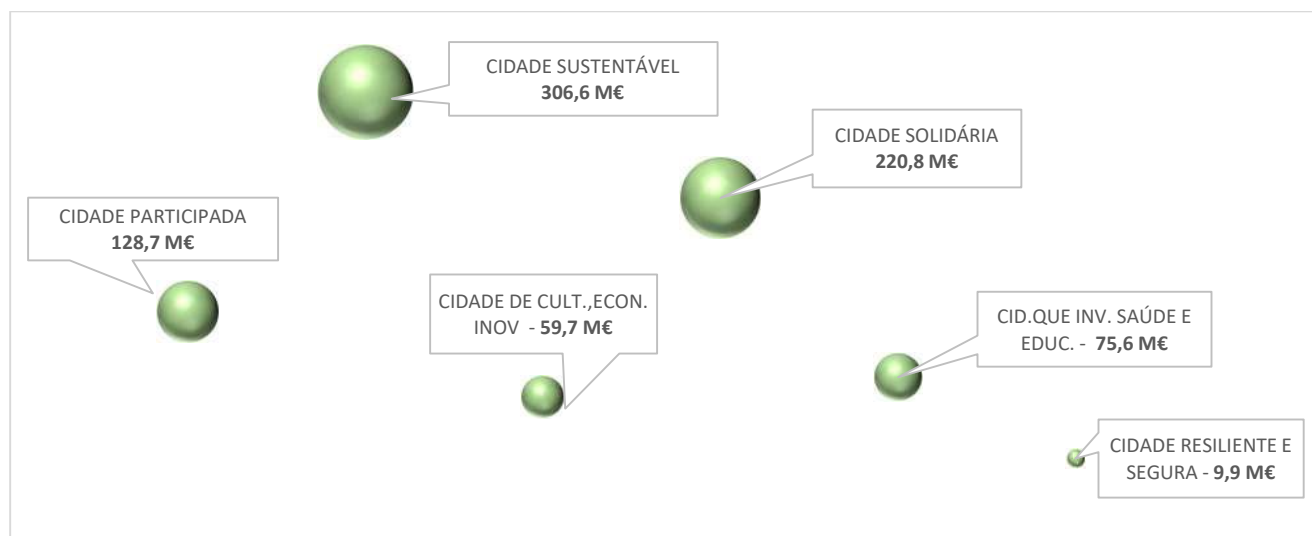 CIDADE SUSTENTÁVEL
306,6 M€
CIDADE SOLIDÁRIA
220,8 M€
CIDADE PARTICIPADA
128,7 M€
CIDADE DE CULT.,ECON.
INOV - 59,7 M€
CID.QUE INV. SAÚDE E
EDUC. - 75,6 M€
CIDADE RESILIENTE E
SEGURA - 9,9 M€